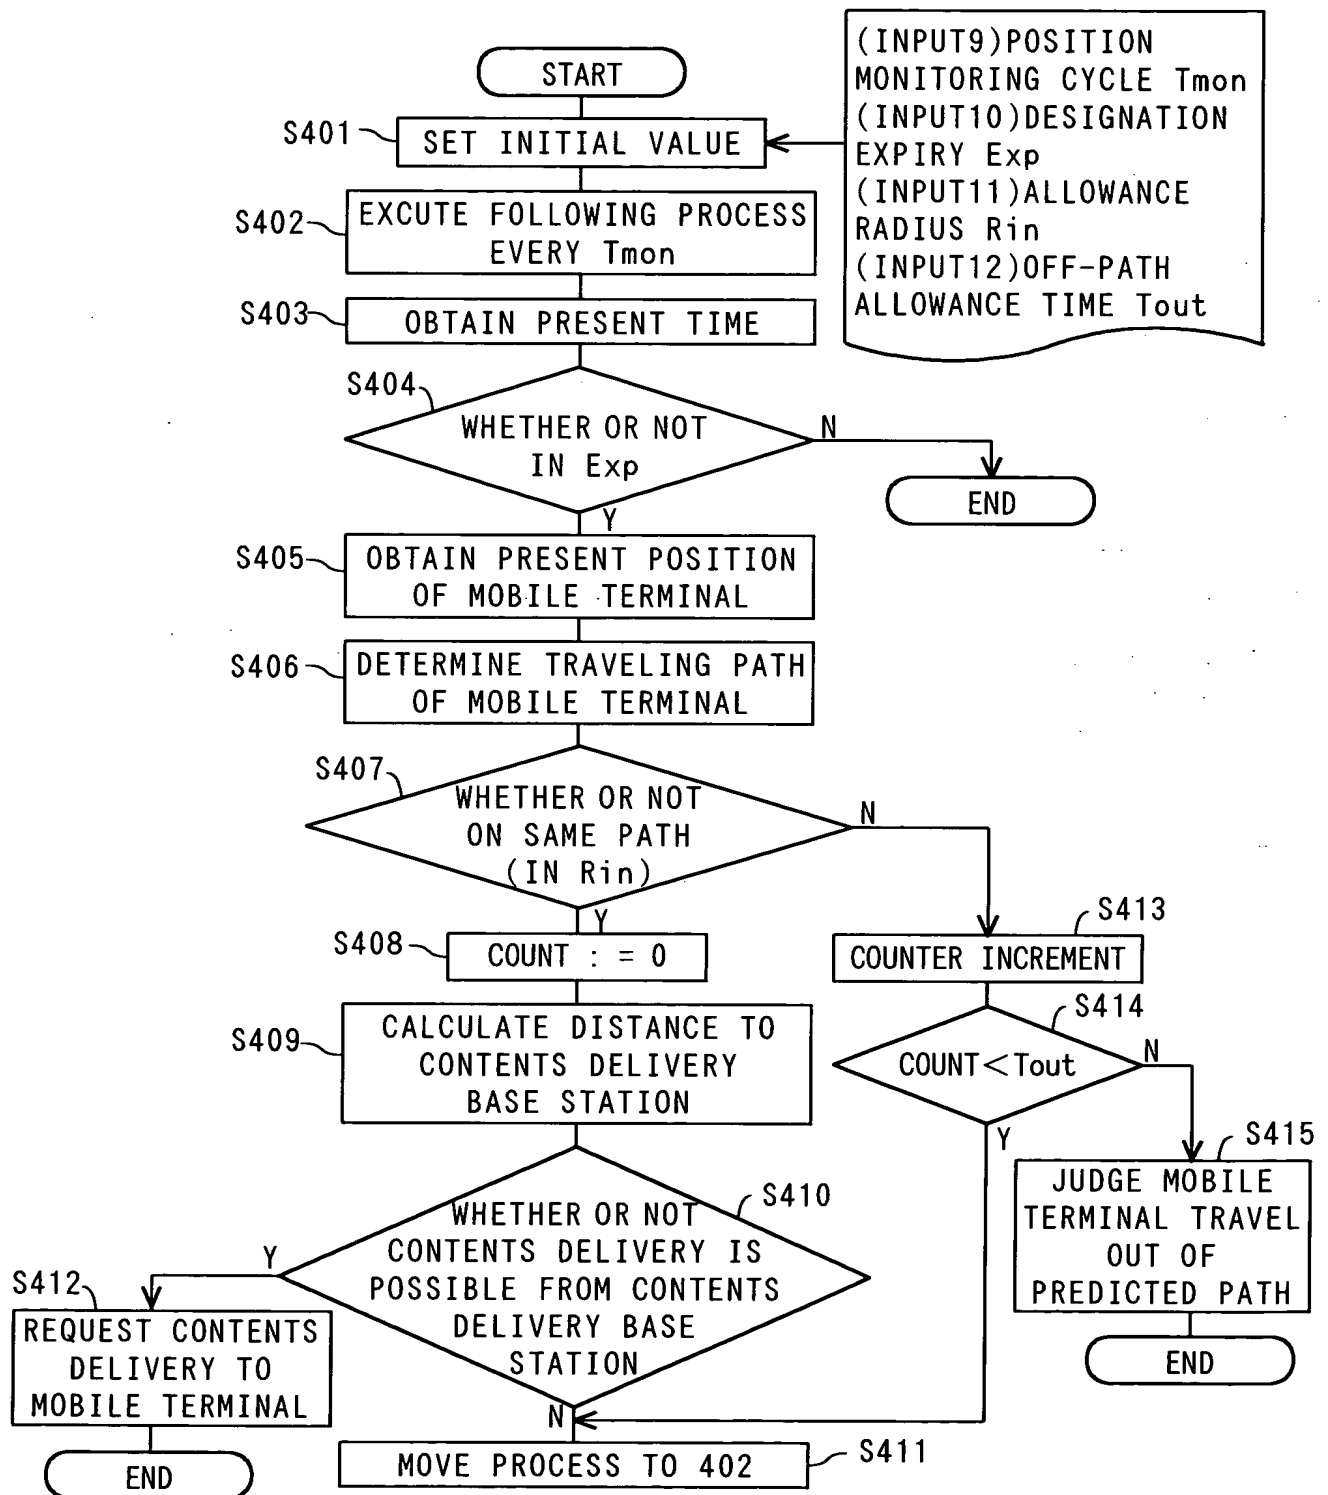 START
(INPUT9)POSITION
MONITORING CYCLE Tmon
(INPUT10)DESIGNATION
EXPIRY Exp
(INPUT11)ALLOWANCE
RADIUS Rin
(INPUT12)OFF-PATH
ALLOWANCE TIME Tout
S401
SET INITIAL VALUE
S402
EXCUTE FOLLOWING PROCESS
EVERY Tmon
S403
OBTAIN PRESENT TIME
S404
WHETHER OR NOT
IN Exp
N
END
Y
S405
OBTAIN PRESENT POSITION
OF MOBILE TERMINAL
S406
DETERMINE TRAVELING PATH
OF MOBILE TERMINAL
S407
WHETHER OR NOT
ON SAME PATH
(IN Rin)
N
Y
S408
COUNT : = 0
S413
COUNTER INCREMENT
S409
CALCULATE DISTANCE TO
CONTENTS DELIVERY
BASE STATION
S414
COUNT<Tout
N
Y
S415
JUDGE MOBILE
TERMINAL TRAVEL
OUT OF
PREDICTED PATH
END
S410
WHETHER OR NOT
CONTENTS DELIVERY IS
POSSIBLE FROM CONTENTS
DELIVERY BASE
STATION
Y
S412
REQUEST CONTENTS
DELIVERY TO
MOBILE TERMINAL
END
N
S411
MOVE PROCESS TO 402